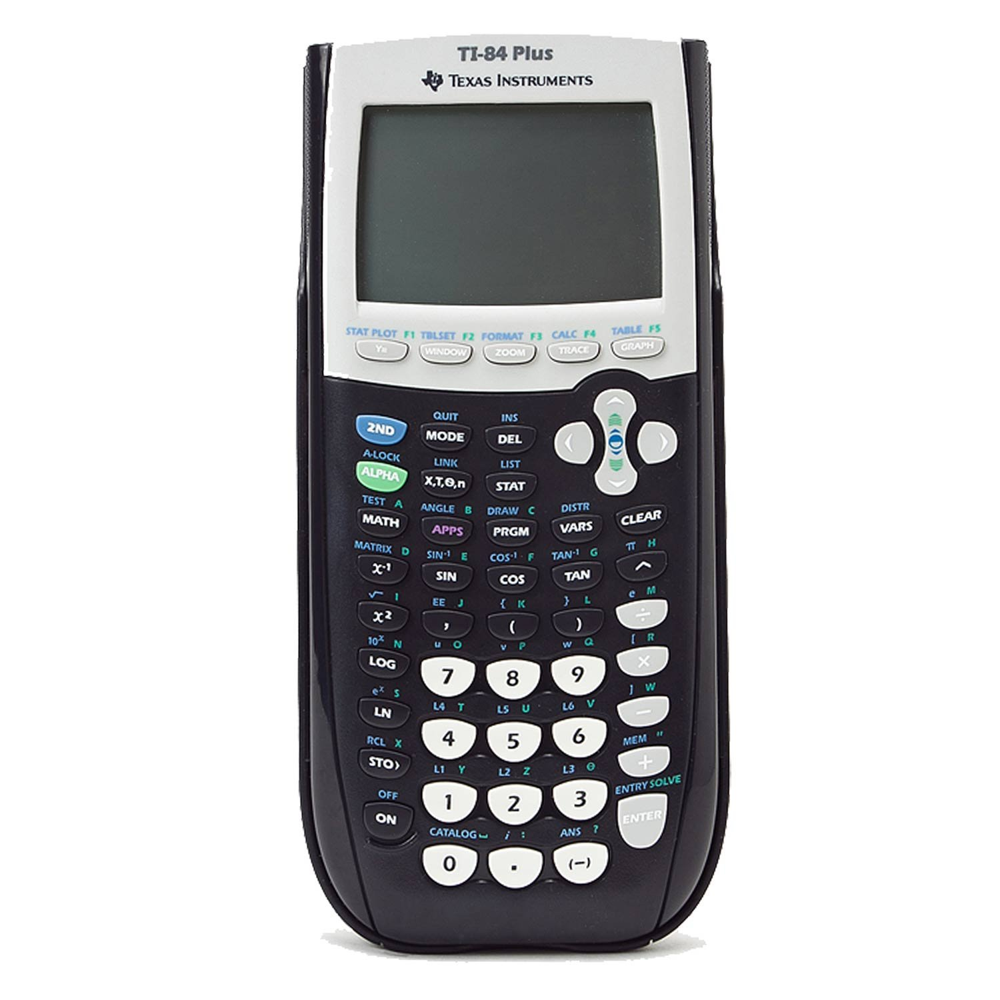 TI-84 Plus
TEXAS INSTRUMENTS
STAT PLOT F1 TBLSET F2 FORMAT F3 CALC F4 TABLE F5
Y= WINDOW ZOOM TRACE GRAPH
QUIT INS
2ND MODE DEL
A-LOCK LINK LIST
ALPHA X,T,Θ,n STAT
TEST A ANGLE B DRAW C DISTR
MATH APPS PRGM VARS CLEAR
MATRIX D SIN⁻¹ E COS⁻¹ F TAN⁻¹ G π H
x⁻¹ SIN COS TAN ^
√ I EE J { K } L e M
x² , ( ) ÷
10ˣ N u O v P w Q [ R
LOG 7 8 9 ×
eˣ S L4 T L5 U L6 V ] W
LN 4 5 6 −
RCL X L1 Y L2 Z L3 Θ MEM "
STO› 1 2 3 +
OFF CATALOG ⎵ i : ANS ? ENTRY SOLVE
ON 0 . (−) ENTER